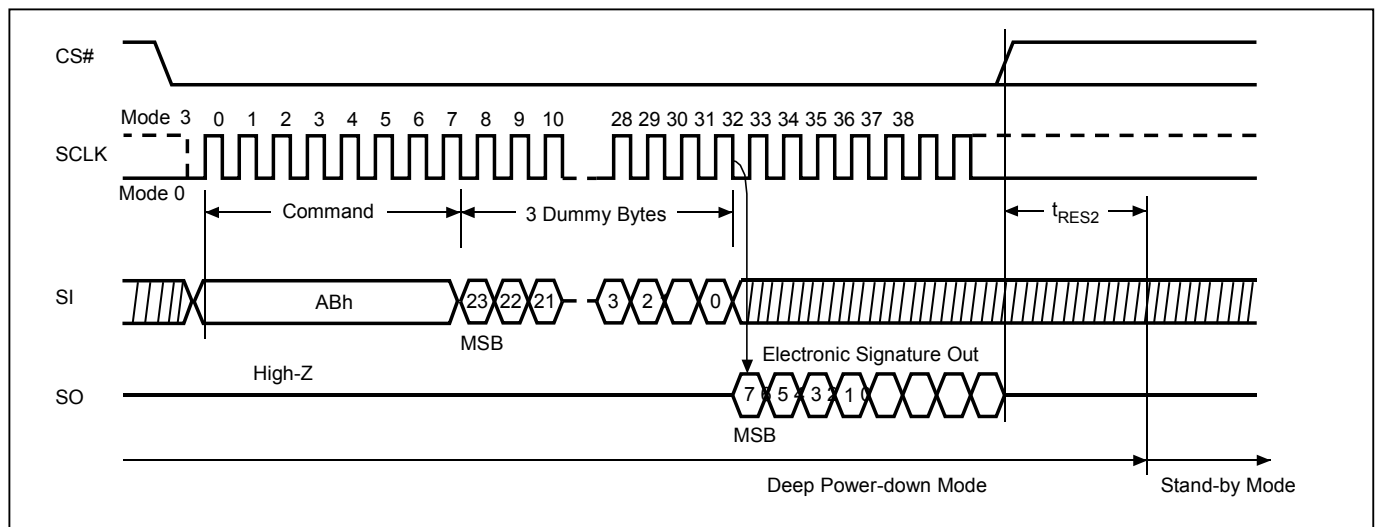 CS#
Mode 3 0 1 2 3 4 5 6 7 8 9 10 28 29 30 31 32 33 34 35 36 37 38
SCLK
Mode 0
Command 3 Dummy Bytes tRES2
SI ABh 23 22 21 3 2 0
MSB
Electronic Signature Out
High-Z
SO 7 6 5 4 3 2 1 0
MSB
Deep Power-down Mode Stand-by Mode